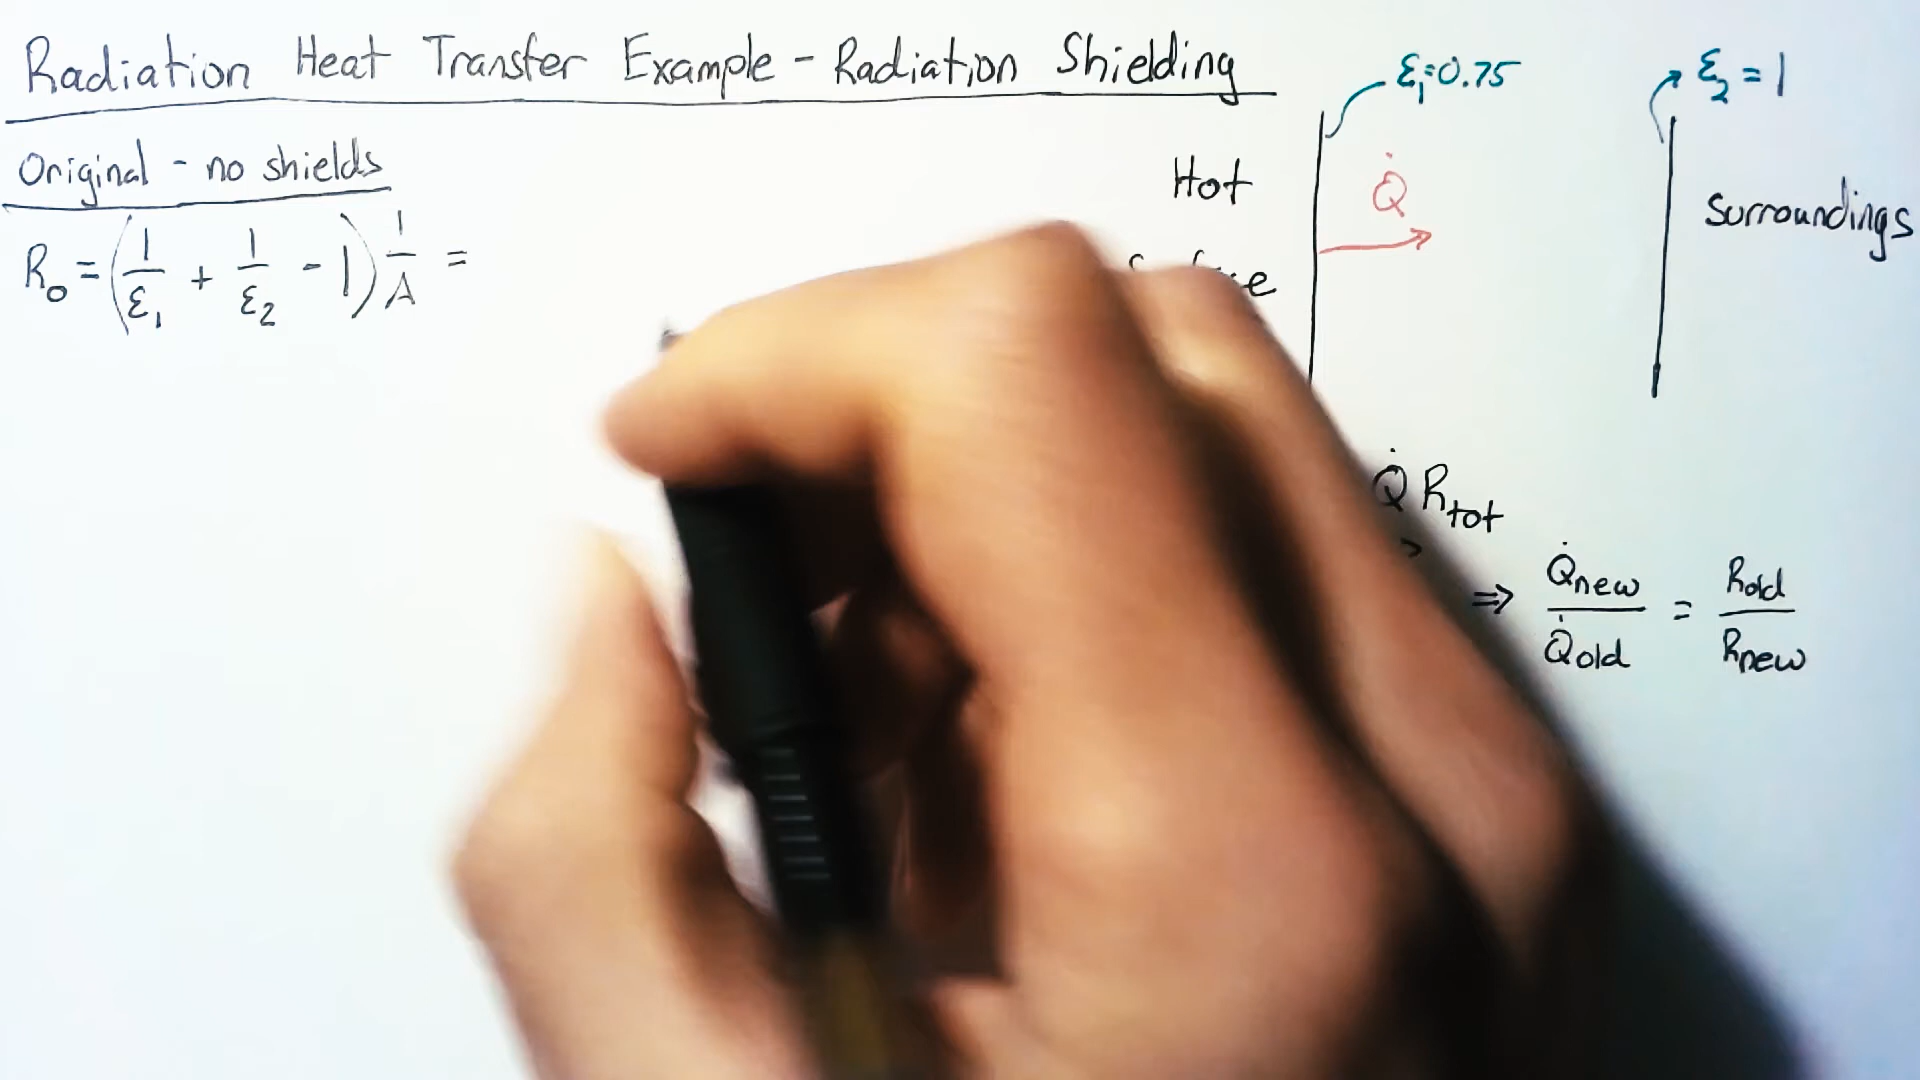 Radiation Heat Transfer Example - Radiation Shielding
Original - no shields
R₀ = (1/ε₁ + 1/ε₂ - 1) 1/A =
ε₁=0.75
ε₂ = 1
Hot
Q̇
surroundings
Q̇ R_tot
⇒ Q̇new/Q̇old = Rold/Rnew